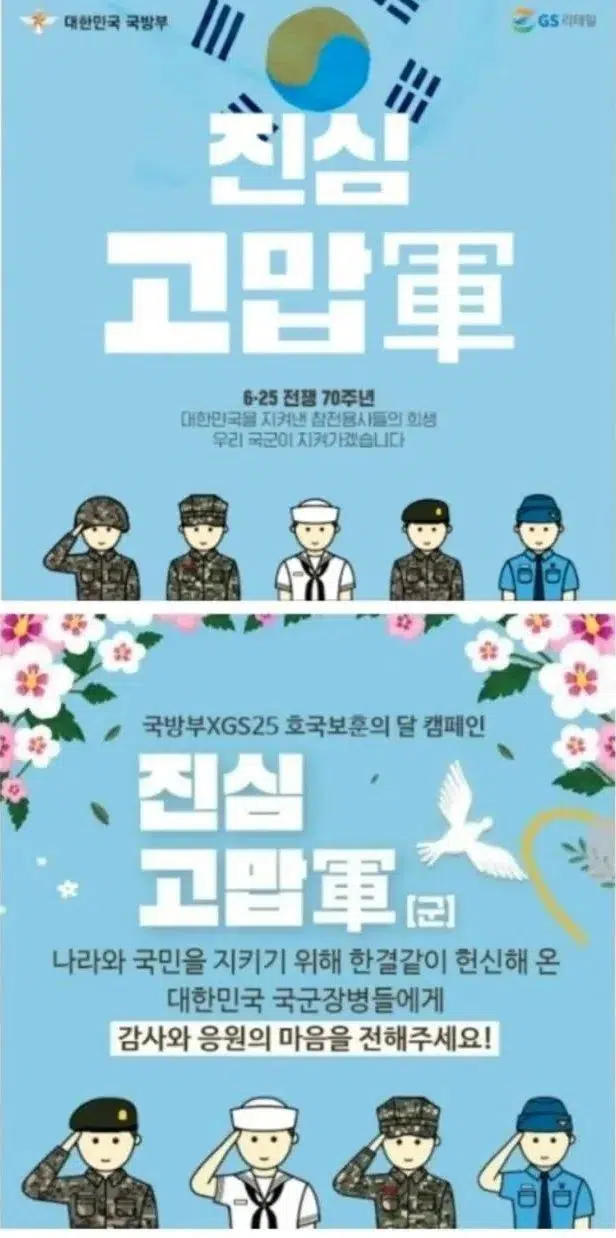 대한민국 국방부
GS 리테일
진심
고맙軍
6·25 전쟁 70주년
대한민국을 지켜낸 참전용사들의 희생
우리 국군이 지켜가겠습니다
국방부XGS25 호국보훈의 달 캠페인
진심
고맙軍[군]
나라와 국민을 지키기 위해 한결같이 헌신해 온
대한민국 국군장병들에게
감사와 응원의 마음을 전해주세요!